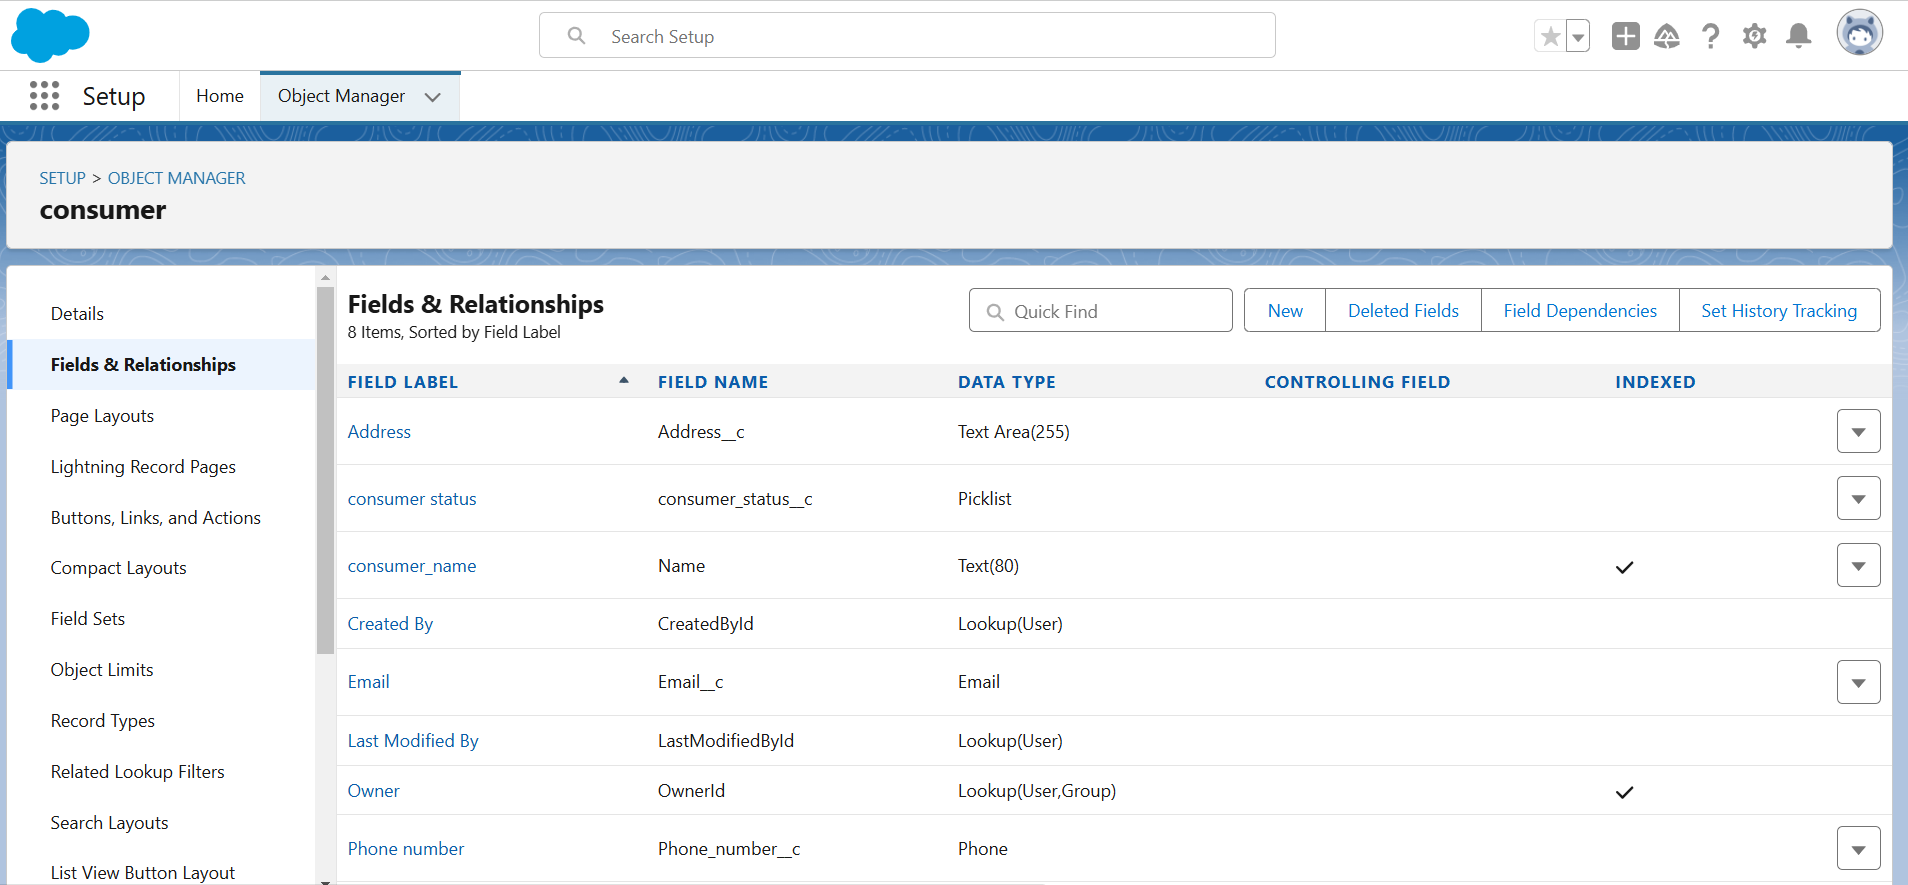 Search Setup
Setup
Home
Object Manager
SETUP > OBJECT MANAGER
consumer
Details
Fields & Relationships
Page Layouts
Lightning Record Pages
Buttons, Links, and Actions
Compact Layouts
Field Sets
Object Limits
Record Types
Related Lookup Filters
Search Layouts
List View Button Layout
Fields & Relationships
8 Items, Sorted by Field Label
Quick Find
New
Deleted Fields
Field Dependencies
Set History Tracking
FIELD LABEL FIELD NAME DATA TYPE CONTROLLING FIELD INDEXED
Address Address__c Text Area(255)
consumer status consumer_status__c Picklist
consumer_name Name Text(80)
Created By CreatedById Lookup(User)
Email Email__c Email
Last Modified By LastModifiedById Lookup(User)
Owner OwnerId Lookup(User,Group)
Phone number Phone_number__c Phone